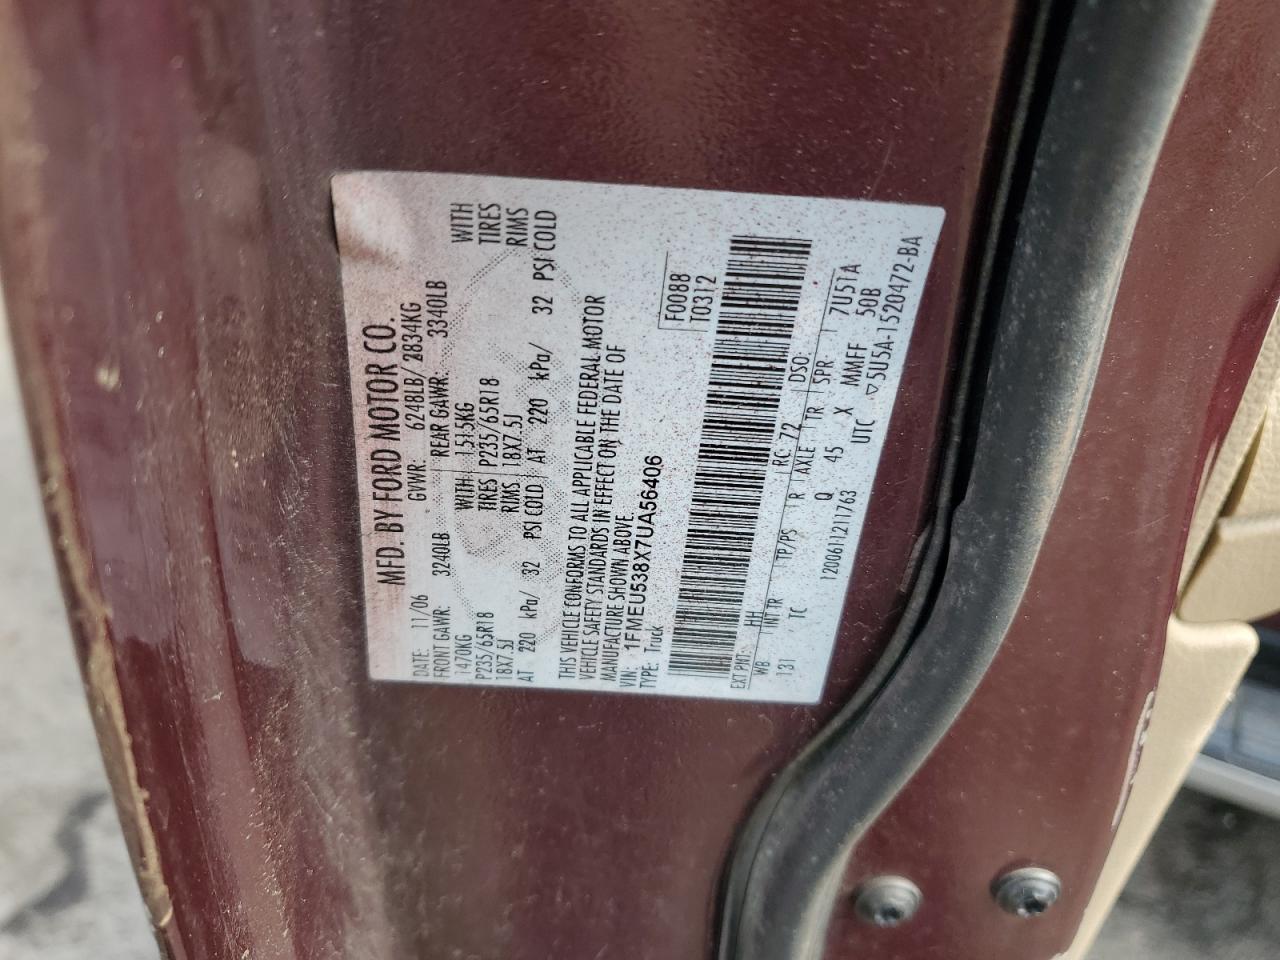 MFD. BY FORD MOTOR CO.
DATE: 11/06 GVWR: 6248LB/2834KG
FRONT GAWR: 3240LB REAR GAWR: 3340LB
1470KG WITH 1515KG WITH
P235/65R18 TIRES P235/65R18 TIRES
18X7.5J RIMS 18X7.5J RIMS
AT 220 kPa/ 32 PSI COLD AT 220 kPa/ 32 PSI COLD
THIS VEHICLE CONFORMS TO ALL APPLICABLE FEDERAL MOTOR
VEHICLE SAFETY STANDARDS IN EFFECT ON THE DATE OF
MANUFACTURE SHOWN ABOVE.
VIN: 1FMEU538X7UA56406
TYPE: Truck
F0088
T0312
EXT PNT: HH RC: 72 DSO:
WB INT TR TP/PS R AXLE TR SPR 7U51A
131 TC Q 45 X MMFF 50B
12006111211763 UTC ▽5U5A-1520472-BA